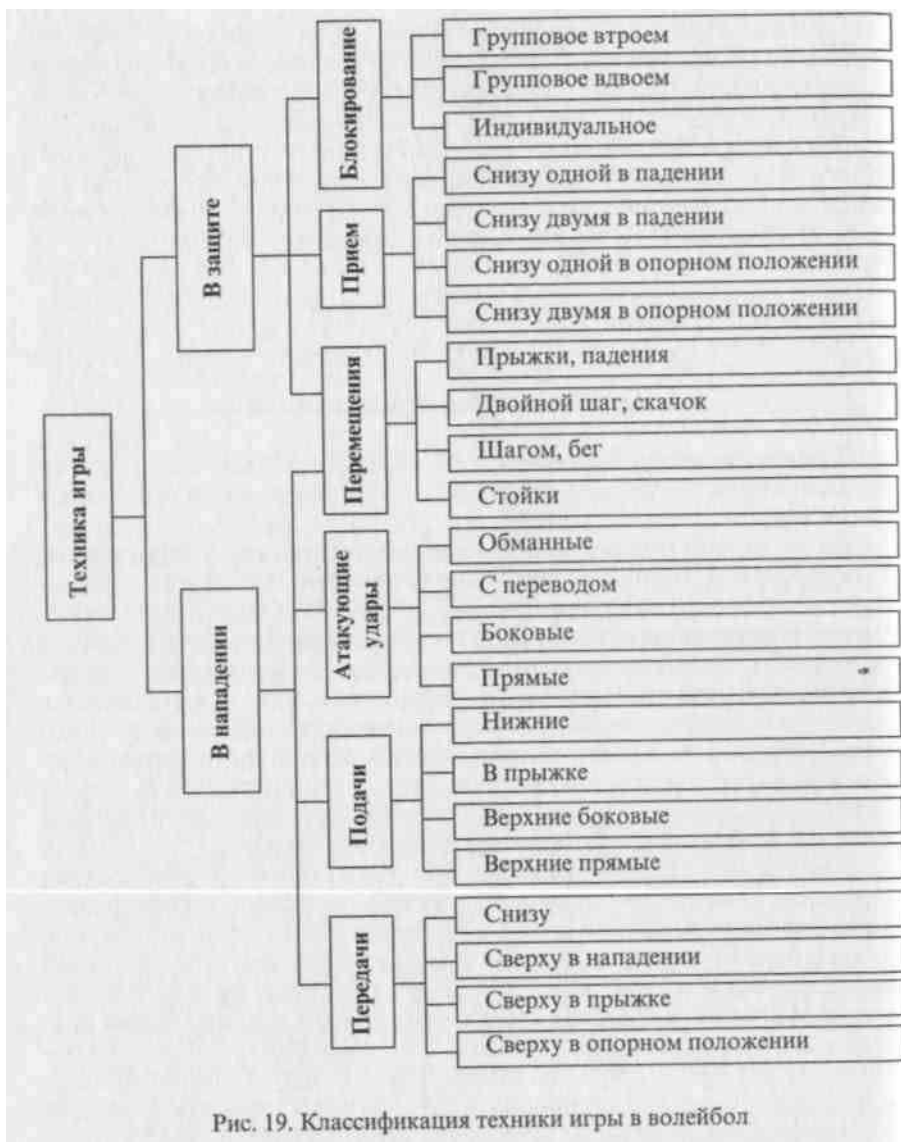 Техника игры
В защите
В нападении
Блокирование
Прием
Перемещения
Атакующие
удары
Подачи
Передачи
Групповое втроем
Групповое вдвоем
Индивидуальное
Снизу одной в падении
Снизу двумя в падении
Снизу одной в опорном положении
Снизу двумя в опорном положении
Прыжки, падения
Двойной шаг, скачок
Шагом, бег
Стойки
Обманные
С переводом
Боковые
Прямые
Нижние
В прыжке
Верхние боковые
Верхние прямые
Снизу
Сверху в нападении
Сверху в прыжке
Сверху в опорном положении
Рис. 19. Классификация техники игры в волейбол